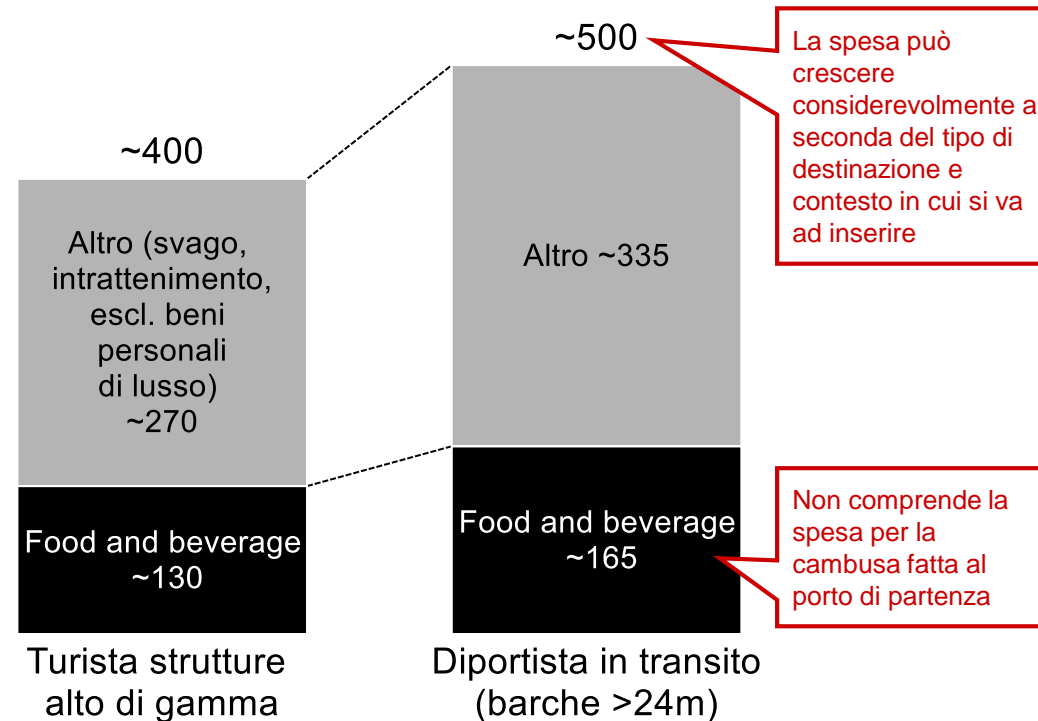 ~400
Altro (svago,
intrattenimento,
escl. beni
personali
di lusso)
~270
Food and beverage
~130
Turista strutture
alto di gamma
~500
Altro ~335
Food and beverage
~165
Diportista in transito
(barche >24m)
La spesa può
crescere
considerevolmente a
seconda del tipo di
destinazione e
contesto in cui si va
ad inserire
Non comprende la
spesa per la
cambusa fatta al
porto di partenza